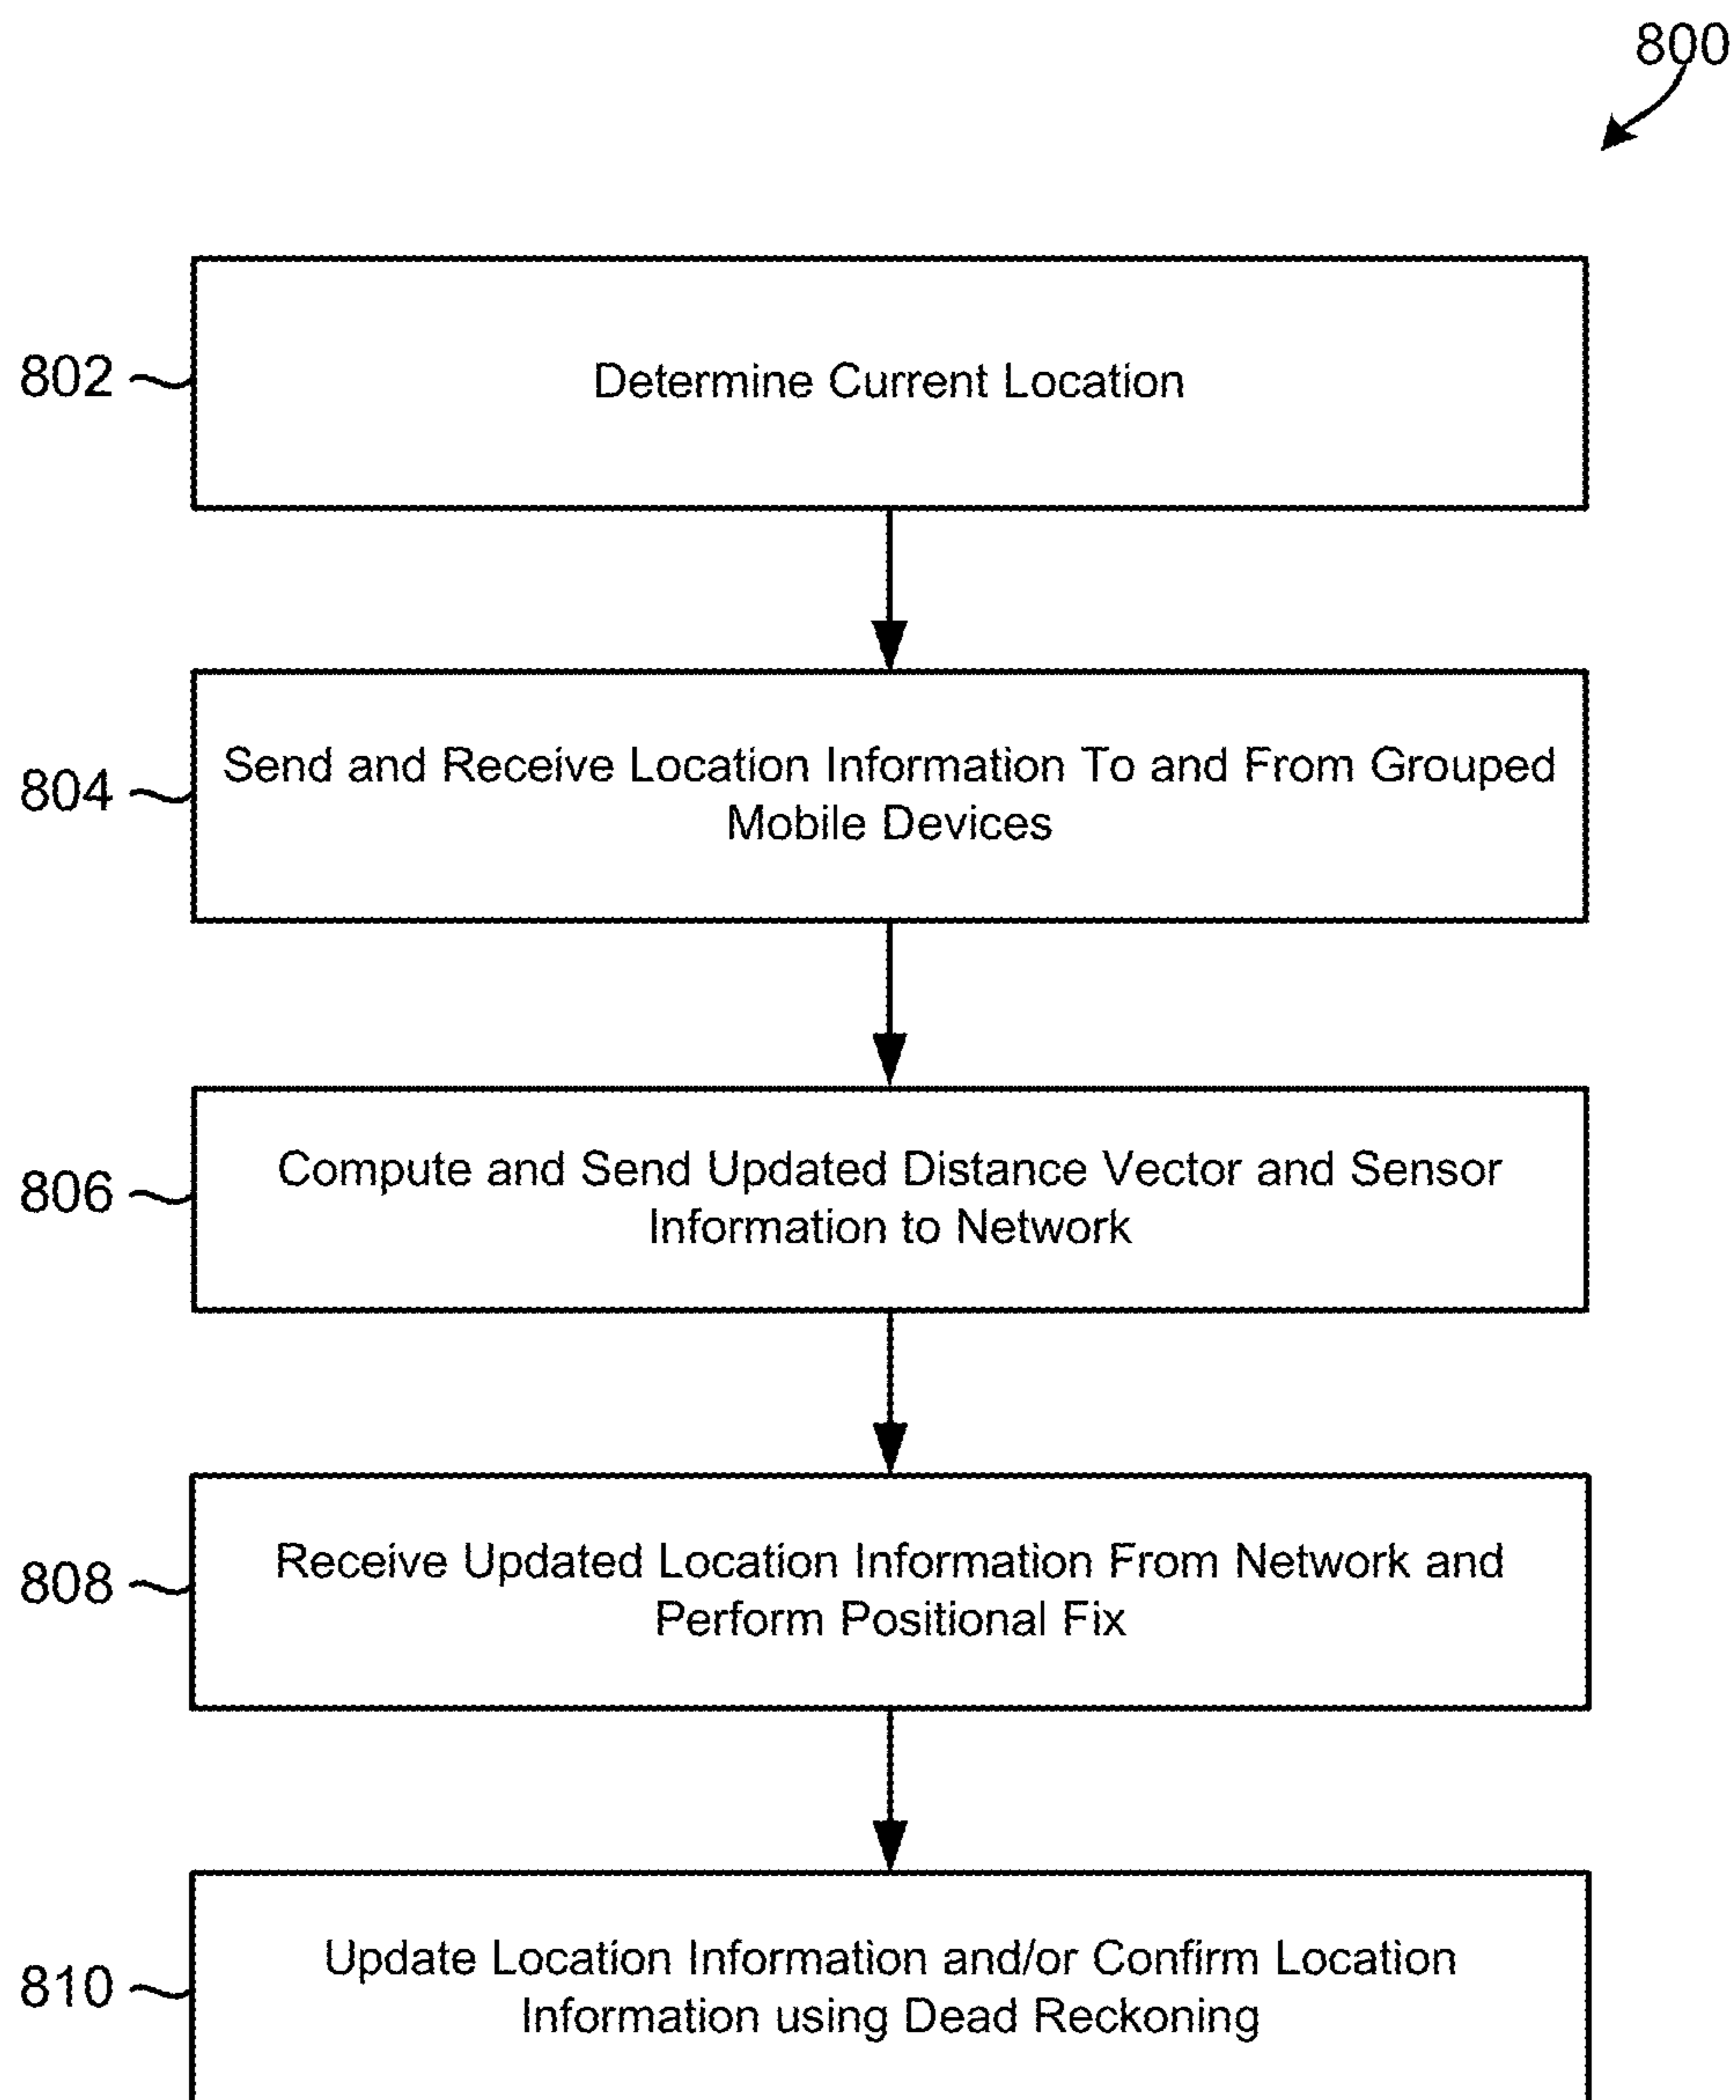 800
802
Determine Current Location
804
Send and Receive Location Information To and From Grouped
Mobile Devices
806
Compute and Send Updated Distance Vector and Sensor
Information to Network
808
Receive Updated Location Information From Network and
Perform Positional Fix
810
Update Location Information and/or Confirm Location
Information using Dead Reckoning